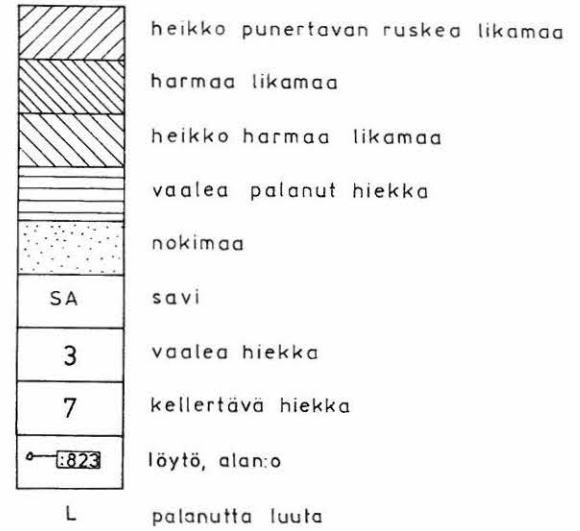 heikko punertavan ruskea likamaa
harmaa likamaa
heikko harmaa likamaa
vaalea palanut hiekka
nokimaa
SA savi
3 vaalea hiekka
7 kellertävä hiekka
:823 löytö, alan:o
L palanutta luuta